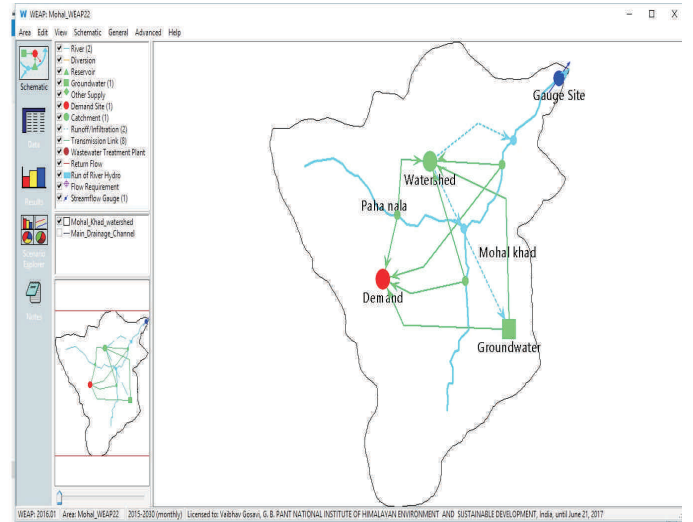 W WEAP: Mohal_WEAP22
Area Edit View Schematic General Advanced Help
Schematic
Data
Results
Scenario
Explorer
Notes
River (2)
Diversion
Reservoir
Groundwater (1)
Other Supply
Demand Site (1)
Catchment (1)
Runoff/Infiltration (2)
Transmission Link (8)
Wastewater Treatment Plant
Return Flow
Run of River Hydro
Flow Requirement
Streamflow Gauge (1)
Mohal_Khad_watershed
Main_Drainage_Channel
Gauge Site
Watershed
Paha nala
Mohal khad
Demand
Groundwater
WEAP: 2016.01 Area: Mohal_WEAP22 2015-2030 (monthly) Licensed to: Vaibhav Gosavi, G. B. PANT NATIONAL INSTITUTE OF HIMALAYAN ENVIRONMENT AND SUSTAINABLE DEVELOPMENT, India, until June 21, 2017